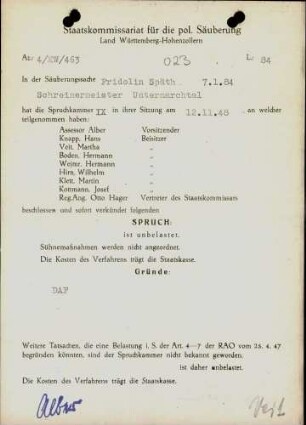 Staatskommissariat für die pol. Säuberung
Land Württemberg-Hohenzollern
Az: 4/KW/463 023 L: 84
In der Säuberungssache Fridolin Späth 7.1.84
Schreinermeister Untermarchtal
hat die Spruchkammer IX in ihrer Sitzung am 12.11.48 an welcher
teilgenommen haben:
Assessor Alber Vorsitzender
Knapp, Hans Beisitzer
Veit, Martha "
Boden, Hermann "
Weiter, Hermann "
Hirn, Wilhelm "
Klett, Martin "
Kottmann, Josef "
Reg.Ang. Otto Hager Vertreter des Staatskommissars
beschlossen und sofort verkündet folgenden
SPRUCH:
ist unbelastet.
Sühnemaßnahmen werden nicht angeordnet.
Die Kosten des Verfahrens trägt die Staatskasse.
Gründe:
DAF
Weitere Tatsachen, die eine Belastung i. S. der Art. 4—7 der RAO vom 25. 4. 47
begründen könnten, sind der Spruchkammer nicht bekannt geworden.
ist daher unbelastet.
Die Kosten des Verfahrens trägt die Staatskasse.
Alber Veit